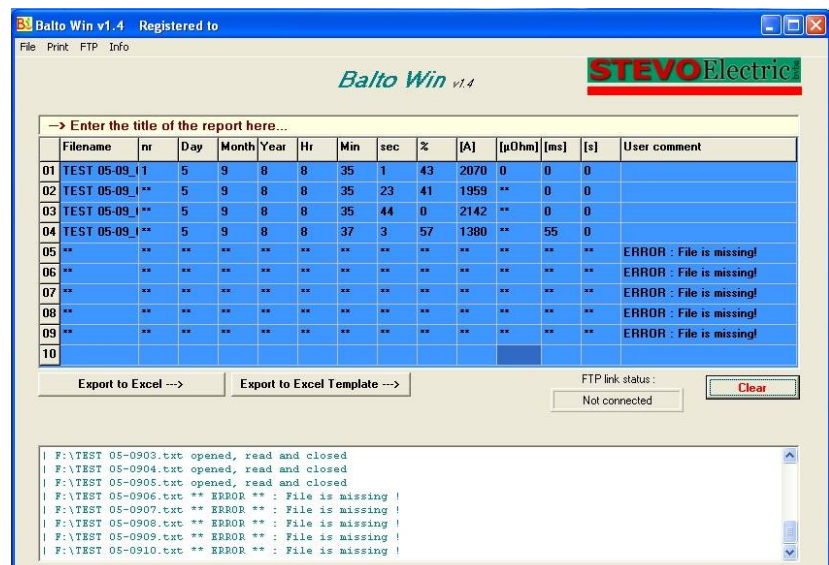 Balto Win v1.4 Registered to
File Print FTP Info
Balto Win v1.4
STEVOElectric
--> Enter the title of the report here...
Filename nr Day Month Year Hr Min sec % [A] [µOhm] [ms] [s] User comment
01 TEST 05-09_ 1 5 9 8 8 35 1 43 2070 0 0 0
02 TEST 05-09_ ** 5 9 8 8 35 23 41 1959 ** 0 0
03 TEST 05-09_ ** 5 9 8 8 35 44 0 2142 ** 0 0
04 TEST 05-09_ ** 5 9 8 8 37 3 57 1380 ** 55 0
05 ** ** ** ** ** ** ** ** ** ** ** ** ** ERROR : File is missing!
06 ** ** ** ** ** ** ** ** ** ** ** ** ** ERROR : File is missing!
07 ** ** ** ** ** ** ** ** ** ** ** ** ** ERROR : File is missing!
08 ** ** ** ** ** ** ** ** ** ** ** ** ** ERROR : File is missing!
09 ** ** ** ** ** ** ** ** ** ** ** ** ** ERROR : File is missing!
10
Export to Excel --->
Export to Excel Template --->
FTP link status :
Not connected
Clear
| F:\TEST 05-0903.txt opened, read and closed
| F:\TEST 05-0904.txt opened, read and closed
| F:\TEST 05-0905.txt opened, read and closed
| F:\TEST 05-0906.txt ** ERROR ** : File is missing !
| F:\TEST 05-0907.txt ** ERROR ** : File is missing !
| F:\TEST 05-0908.txt ** ERROR ** : File is missing !
| F:\TEST 05-0909.txt ** ERROR ** : File is missing !
| F:\TEST 05-0910.txt ** ERROR ** : File is missing !